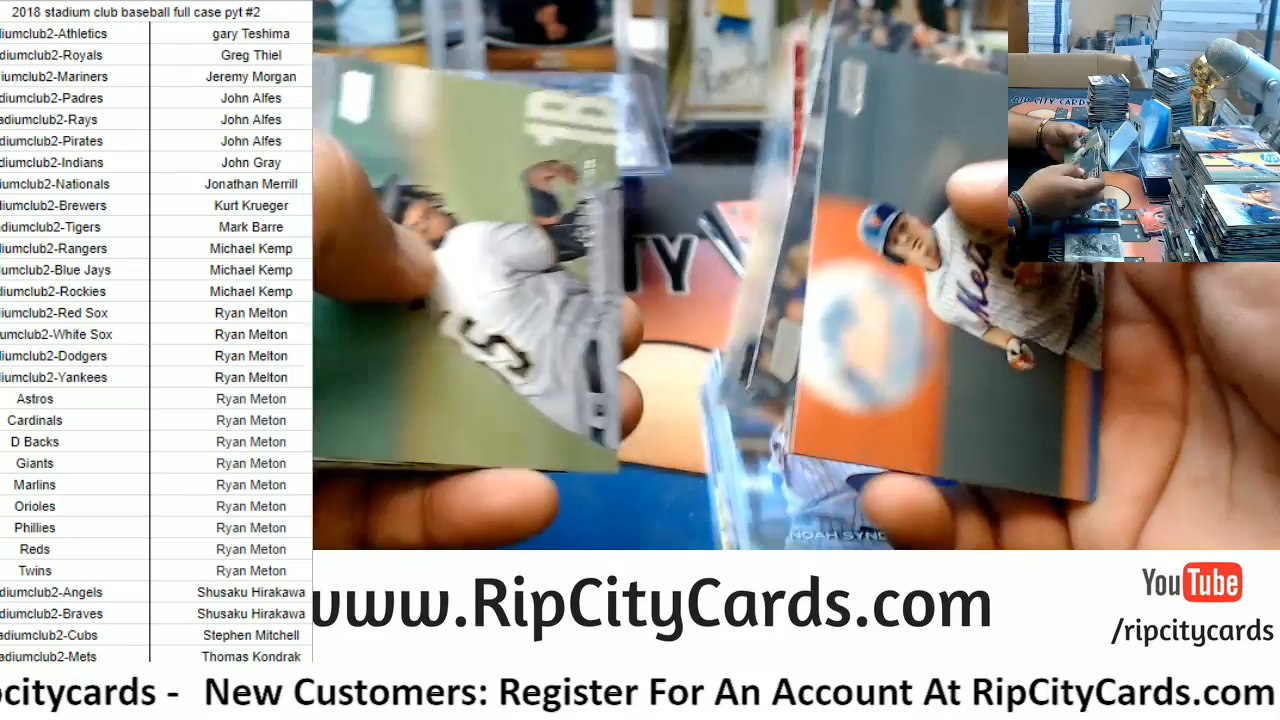 2018 stadium club baseball full case pyt #2
diumclub2-Athletics gary Teshima
diumclub2-Royals Greg Thiel
iumclub2-Mariners Jeremy Morgan
diumclub2-Padres John Alfes
adiumclub2-Rays John Alfes
diumclub2-Pirates John Alfes
diumclub2-Indians John Gray
iumclub2-Nationals Jonathan Merrill
iumclub2-Brewers Kurt Krueger
adiumclub2-Tigers Mark Barre
diumclub2-Rangers Michael Kemp
iumclub2-Blue Jays Michael Kemp
diumclub2-Rockies Michael Kemp
diumclub2-Red Sox Ryan Melton
umclub2-White Sox Ryan Melton
diumclub2-Dodgers Ryan Melton
iumclub2-Yankees Ryan Melton
Astros Ryan Meton
Cardinals Ryan Meton
D Backs Ryan Meton
Giants Ryan Meton
Marlins Ryan Meton
Orioles Ryan Meton
Phillies Ryan Meton
Reds Ryan Meton
Twins Ryan Meton
diumclub2-Angels Shusaku Hirakawa
diumclub2-Braves Shusaku Hirakawa
adiumclub2-Cubs Stephen Mitchell
adiumclub2-Mets Thomas Kondrak
18
15
Mets
TY
NOAH SYND
RIP CITY CARDS
www.RipCityCards.com
YouTube
/ripcitycards
pcitycards - New Customers: Register For An Account At RipCityCards.com